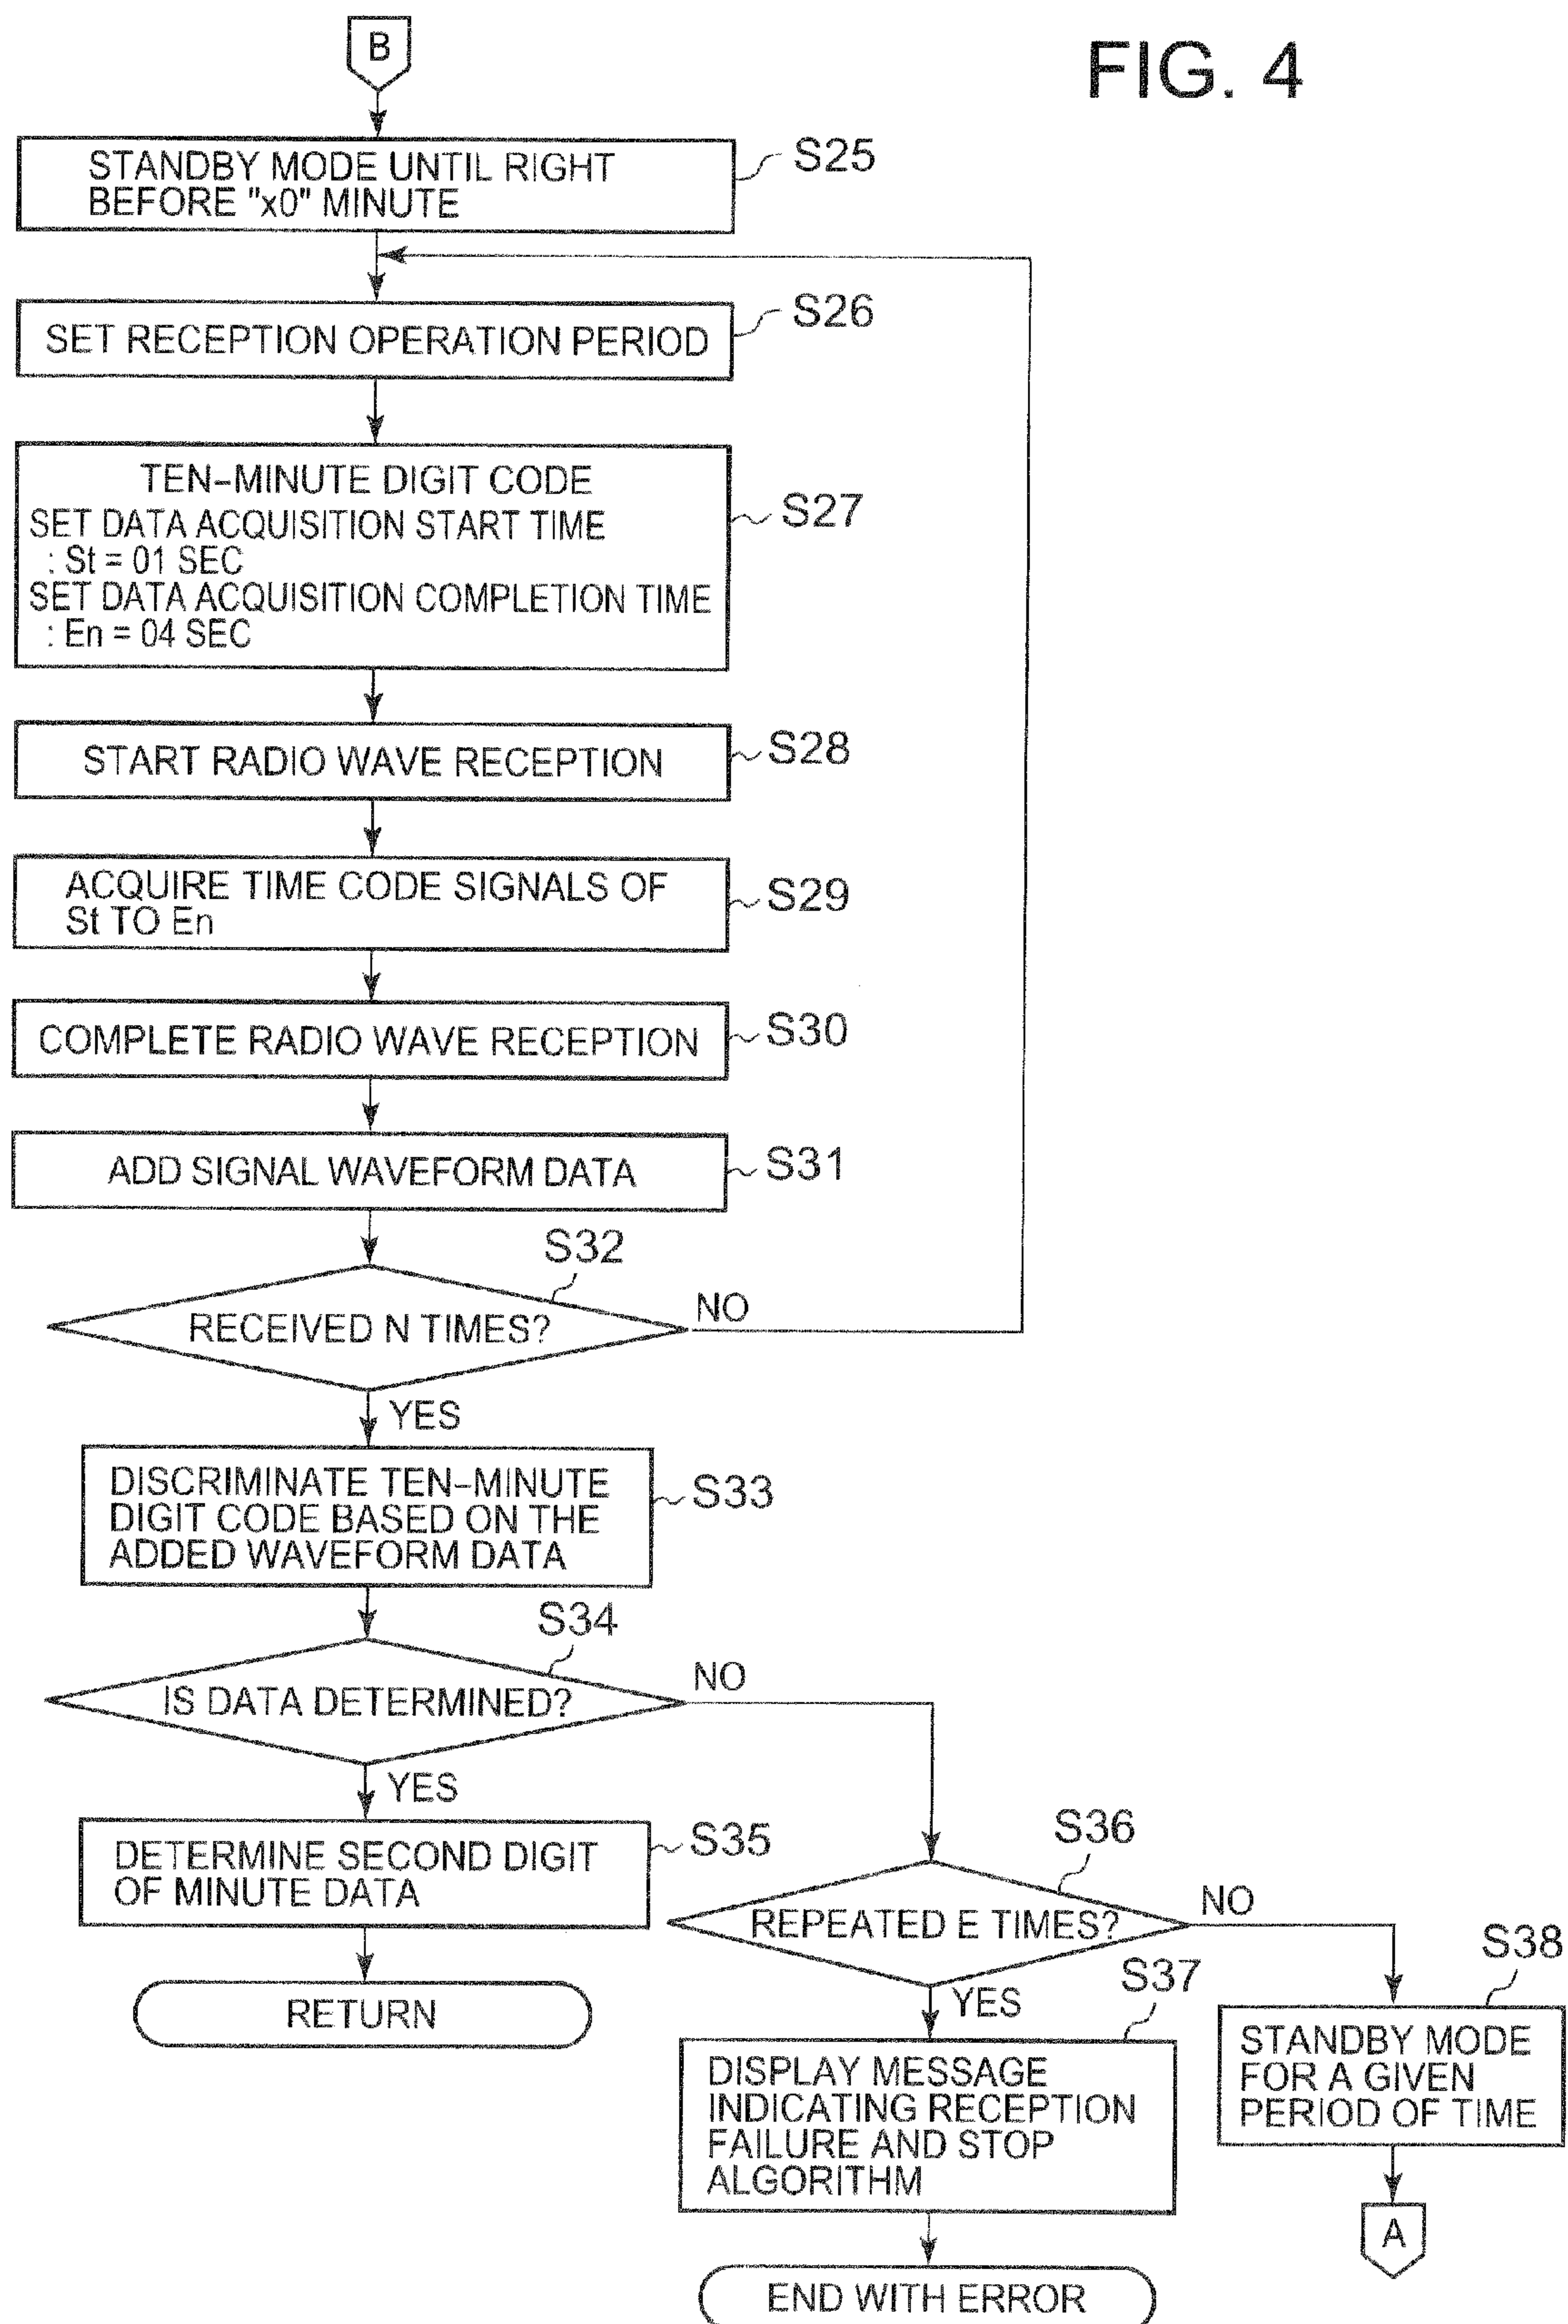 B
FIG. 4
STANDBY MODE UNTIL RIGHT
BEFORE "x0" MINUTE
S25
SET RECEPTION OPERATION PERIOD
S26
TEN-MINUTE DIGIT CODE
SET DATA ACQUISITION START TIME
: St = 01 SEC
SET DATA ACQUISITION COMPLETION TIME
: En = 04 SEC
S27
START RADIO WAVE RECEPTION
S28
ACQUIRE TIME CODE SIGNALS OF
St TO En
S29
COMPLETE RADIO WAVE RECEPTION
S30
ADD SIGNAL WAVEFORM DATA
S31
S32
RECEIVED N TIMES?
NO
YES
DISCRIMINATE TEN-MINUTE
DIGIT CODE BASED ON THE
ADDED WAVEFORM DATA
S33
S34
IS DATA DETERMINED?
NO
YES
DETERMINE SECOND DIGIT
OF MINUTE DATA
S35
RETURN
S36
REPEATED E TIMES?
NO
YES
S37
DISPLAY MESSAGE
INDICATING RECEPTION
FAILURE AND STOP
ALGORITHM
END WITH ERROR
S38
STANDBY MODE
FOR A GIVEN
PERIOD OF TIME
A